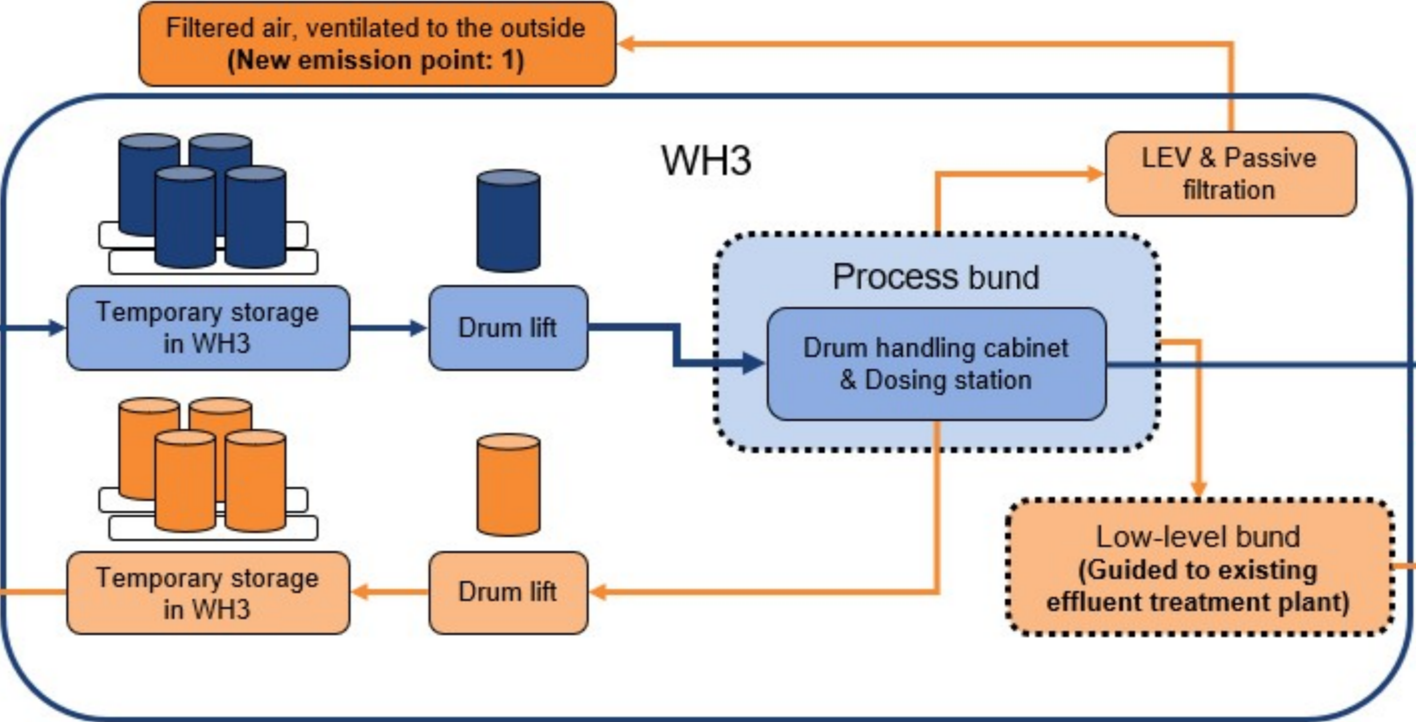 Filtered air, ventilated to the outside
(New emission point: 1)
WH3
LEV & Passive
filtration
Process bund
Temporary storage
in WH3
Drum lift
Drum handling cabinet
& Dosing station
Low-level bund
(Guided to existing
effluent treatment plant)
Temporary storage
in WH3
Drum lift